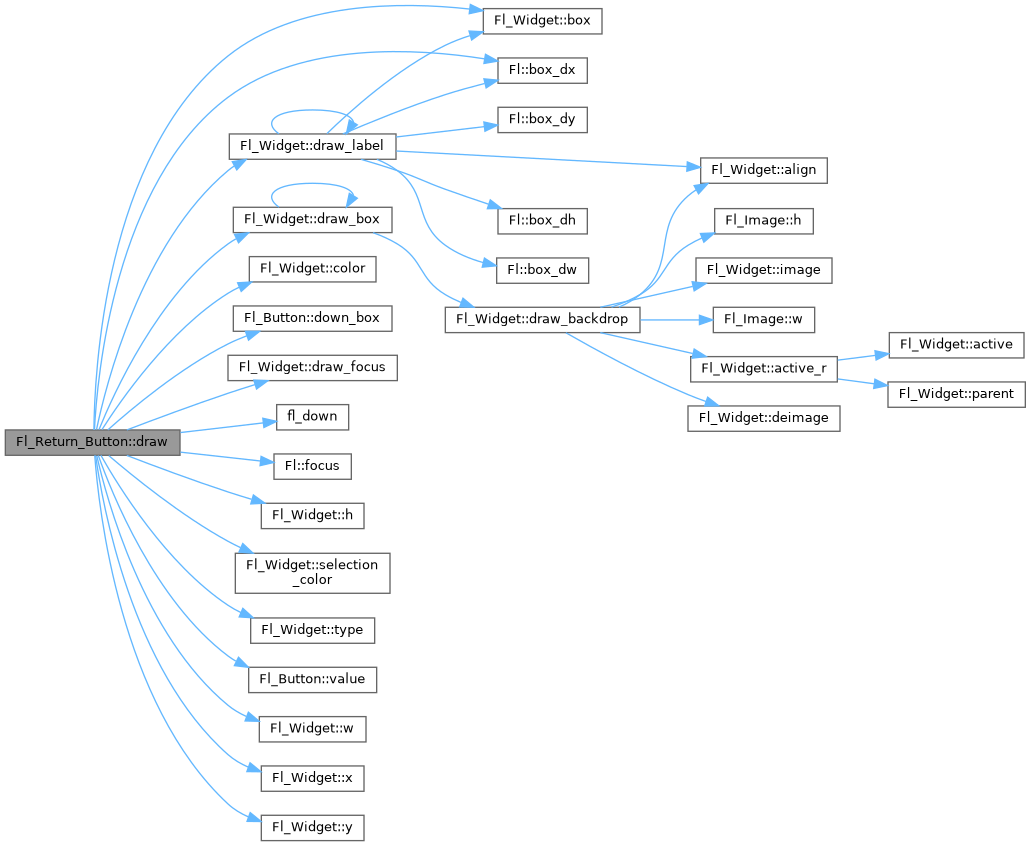 Fl_Return_Button::draw
Fl_Widget::box
Fl::box_dx
Fl::box_dy
Fl_Widget::draw_label
Fl_Widget::align
Fl_Widget::draw_box
Fl::box_dh
Fl_Image::h
Fl_Widget::color
Fl::box_dw
Fl_Widget::image
Fl_Button::down_box
Fl_Widget::draw_backdrop
Fl_Image::w
Fl_Widget::active
Fl_Widget::draw_focus
Fl_Widget::active_r
Fl_Widget::parent
fl_down
Fl_Widget::deimage
Fl::focus
Fl_Widget::h
Fl_Widget::selection
_color
Fl_Widget::type
Fl_Button::value
Fl_Widget::w
Fl_Widget::x
Fl_Widget::y